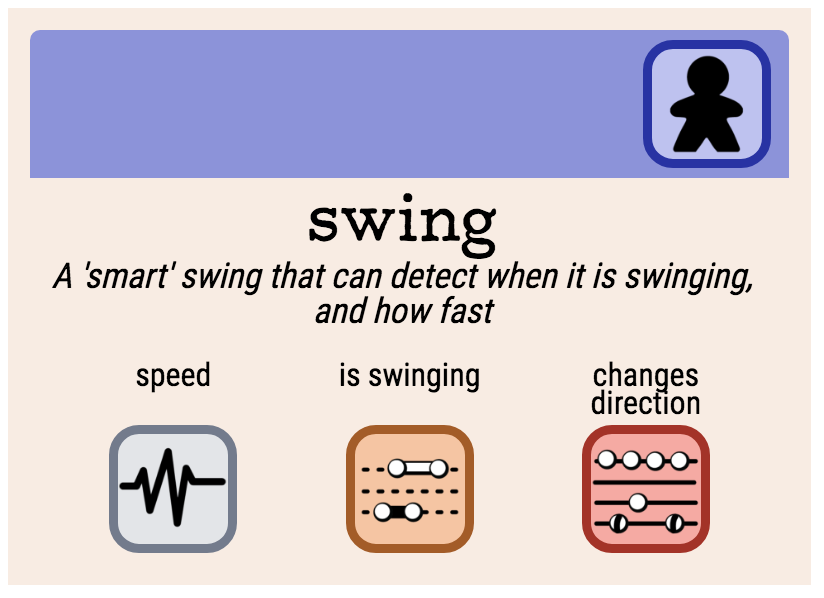 swing
A 'smart' swing that can detect when it is swinging,
and how fast
speed
is swinging
changes
direction